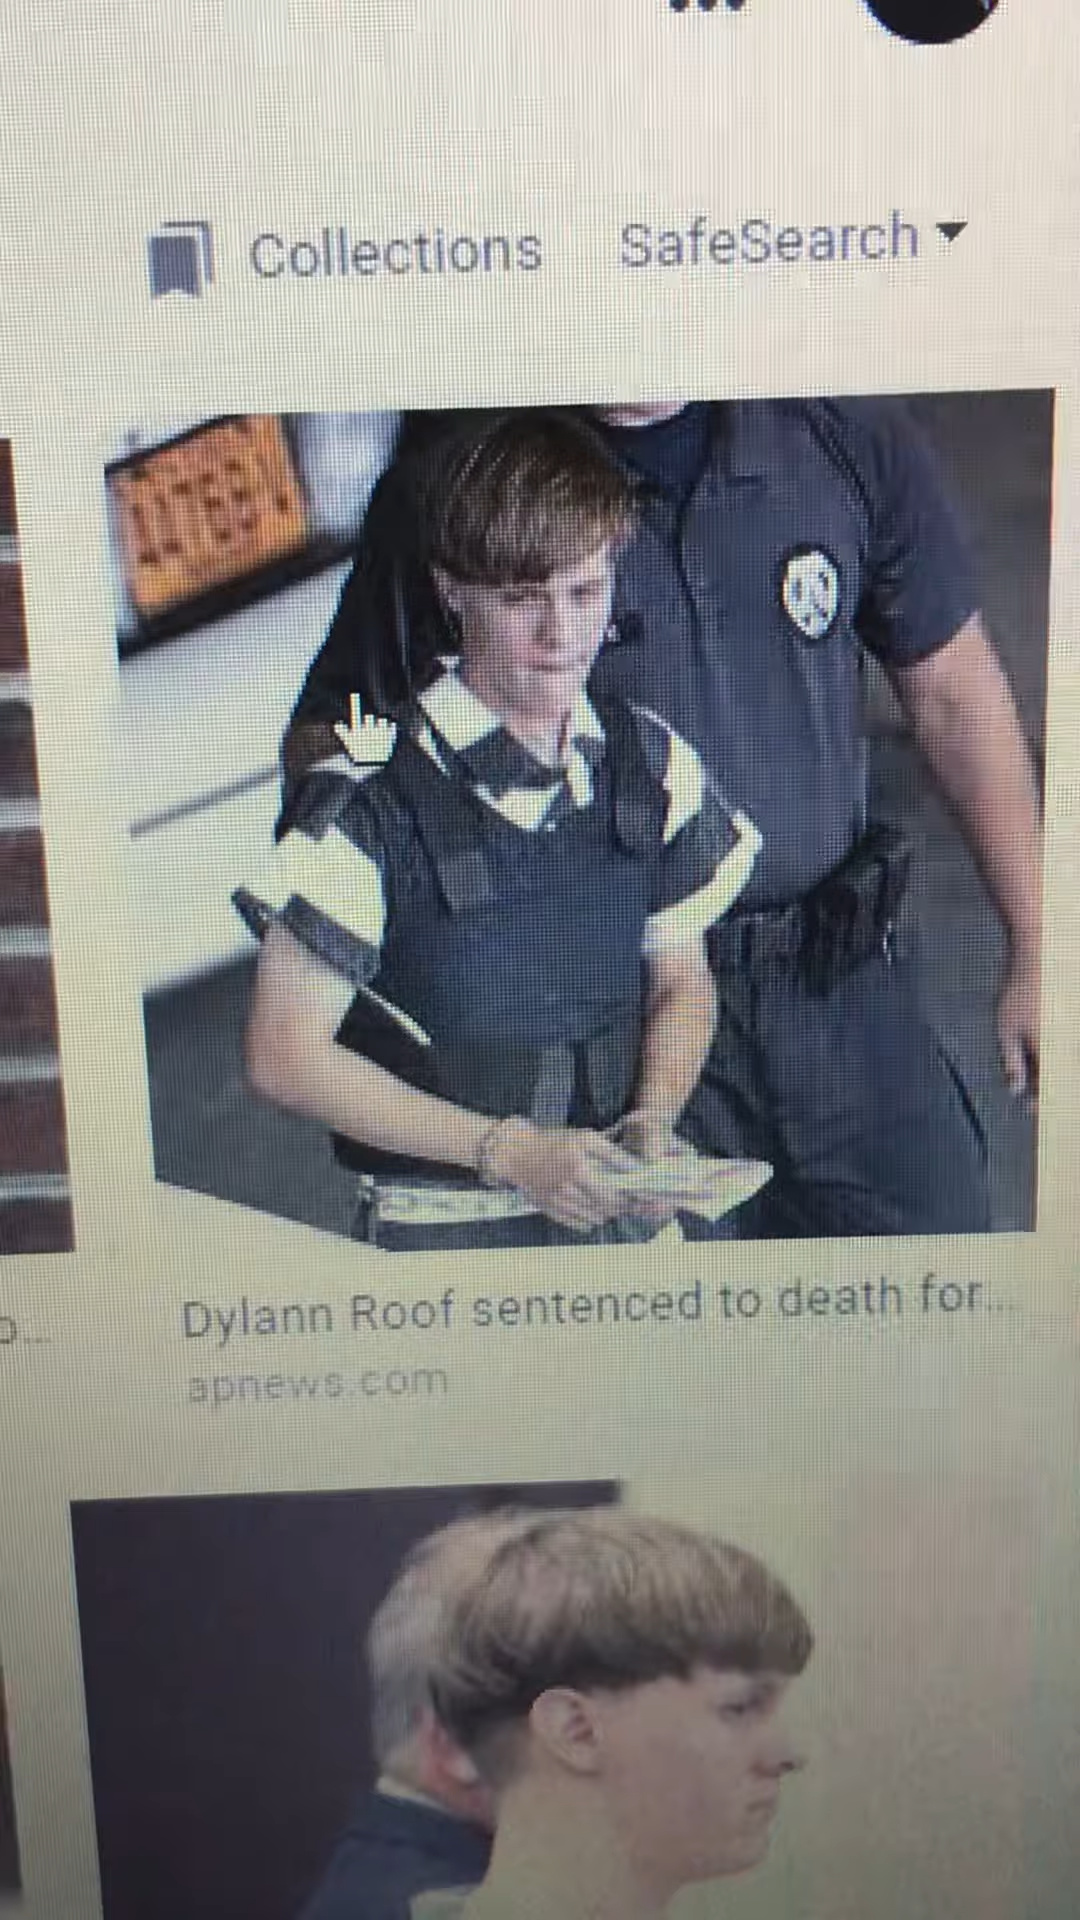 Collections SafeSearch
Dylann Roof sentenced to death for...
apnews.com